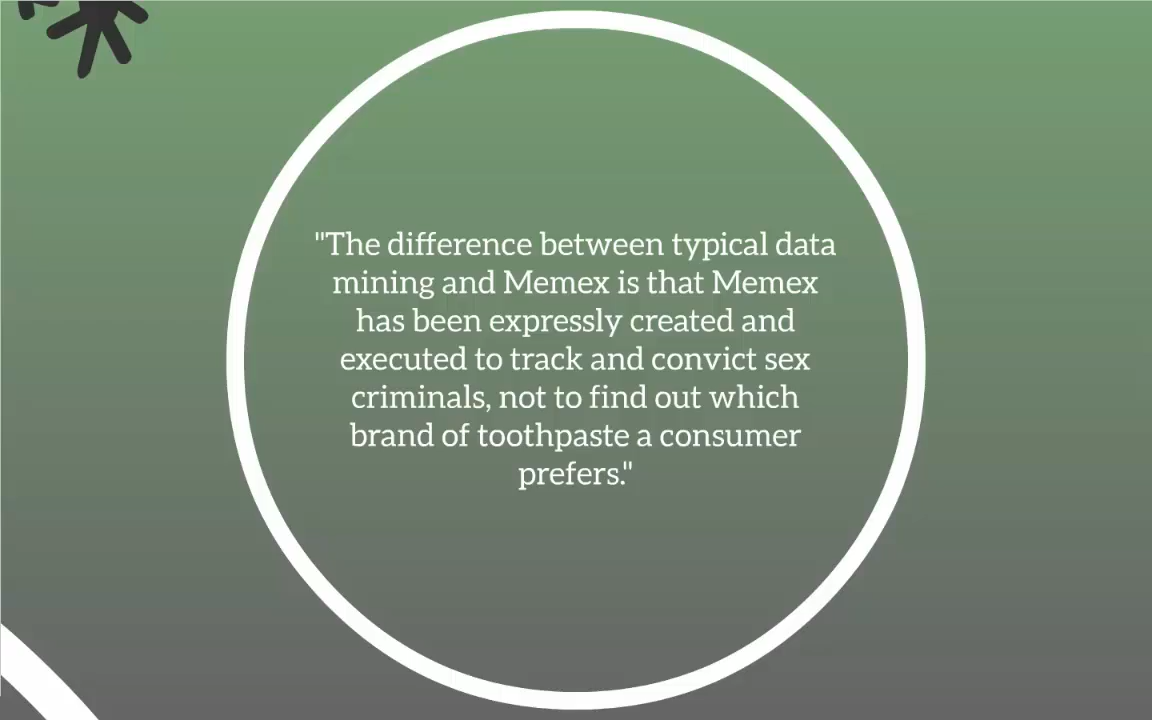 "The difference between typical data
mining and Memex is that Memex
has been expressly created and
executed to track and convict sex
criminals, not to find out which
brand of toothpaste a consumer
prefers."